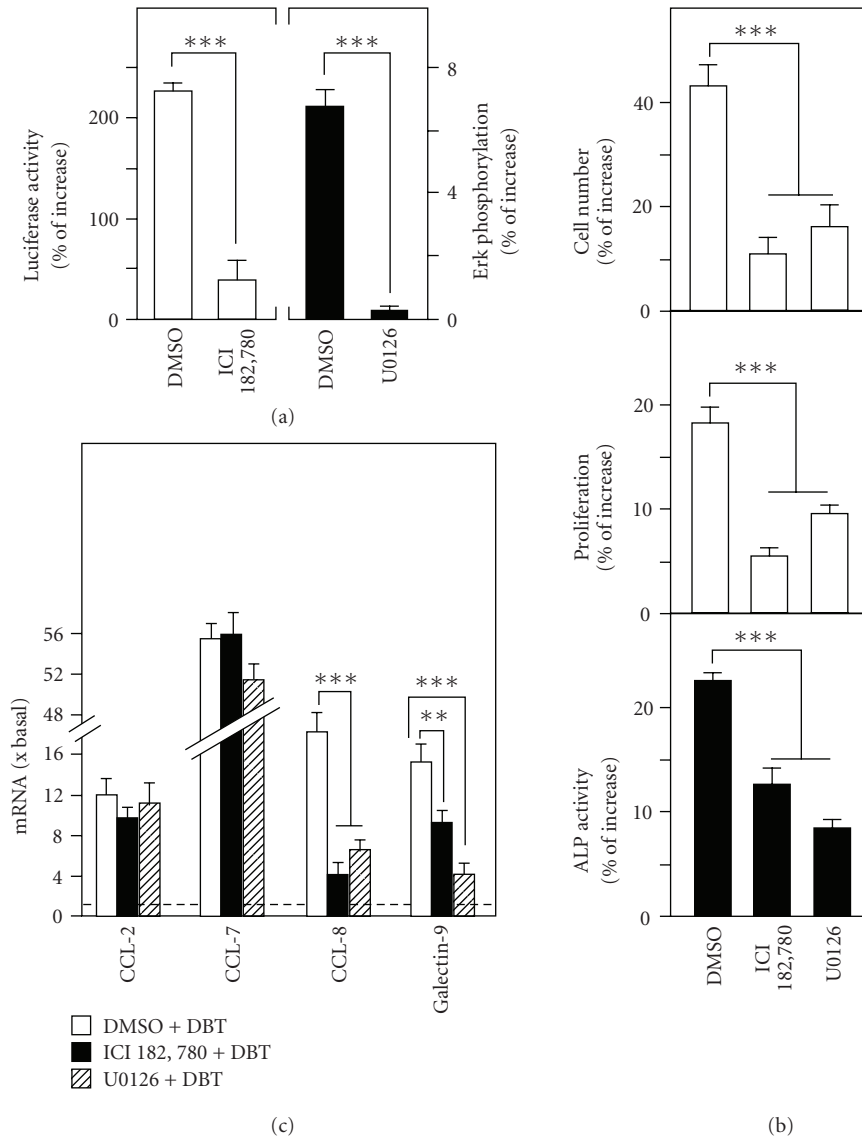 Luciferase activity
(% of increase)
200
100
0
***
***
8
4
0
Erk phosphorylation
(% of increase)
DMSO
ICI
182,780
DMSO
U0126
(a)
Cell number
(% of increase)
40
20
0
***
Proliferation
(% of increase)
20
10
0
***
ALP activity
(% of increase)
20
10
0
***
DMSO
ICI
182,780
U0126
(b)
mRNA (x basal)
56
52
48
16
12
8
4
0
***
***
**
CCL-2
CCL-7
CCL-8
Galectin-9
DMSO + DBT
ICI 182, 780 + DBT
U0126 + DBT
(c)